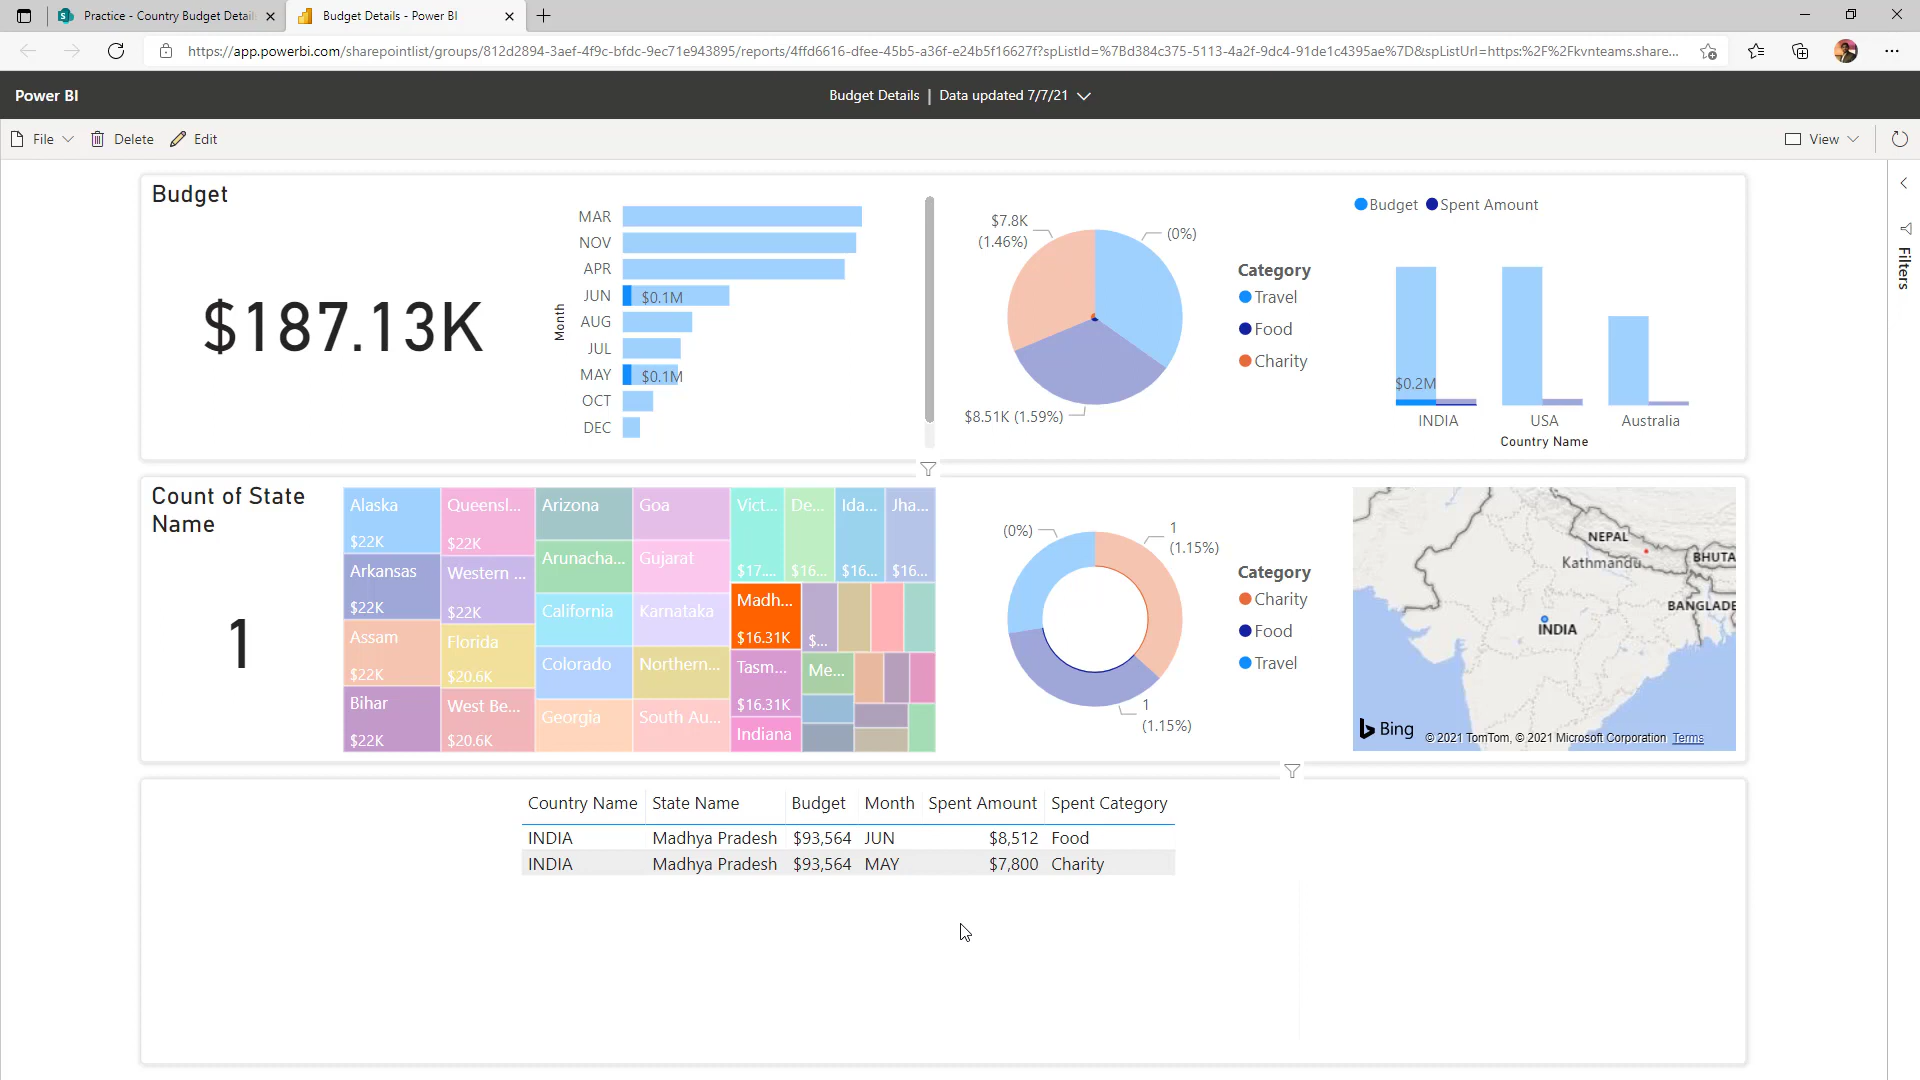 Practice - Country Budget Detail
Budget Details - Power BI
https://app.powerbi.com/sharepointlist/groups/812d2894-3aef-4f9c-bfdc-9ec71e943895/reports/4ffd6616-dfee-45b5-a36f-e24b5f16627f?spListId=%7Bd384c375-5113-4a2f-9dc4-91de1c4395ae%7D&spListUrl=https:%2F%2Fkvnteams.share...
Power BI
Budget Details | Data updated 7/7/21
File
Delete
Edit
View
Filters
Budget
$187.13K
Month
MAR
NOV
APR
JUN $0.1M
AUG
JUL
MAY $0.1M
OCT
DEC
$7.8K
(1.46%)
(0%)
$8.51K (1.59%)
Category
Travel
Food
Charity
Budget Spent Amount
$0.2M
INDIA USA Australia
Country Name
Count of State
Name
1
Alaska
$22K
Arkansas
$22K
Assam
$22K
Bihar
$22K
Queensl...
$22K
Western ...
$22K
Florida
$20.6K
West Be...
$20.6K
Arizona
Arunacha...
California
Colorado
Georgia
Goa
Gujarat
Karnataka
Northern...
South Au...
Vict...
$17....
De...
$16...
Ida...
$16...
Jha...
$16...
Madh...
$16.31K
Tasm...
$16.31K
Indiana
$...
Me...
(0%)
1
(1.15%)
1
(1.15%)
Category
Charity
Food
Travel
NEPAL
Kathmandu
BHUTA
BANGLADE
INDIA
Bing
© 2021 TomTom, © 2021 Microsoft Corporation Terms
Country Name State Name Budget Month Spent Amount Spent Category
INDIA Madhya Pradesh $93,564 JUN $8,512 Food
INDIA Madhya Pradesh $93,564 MAY $7,800 Charity